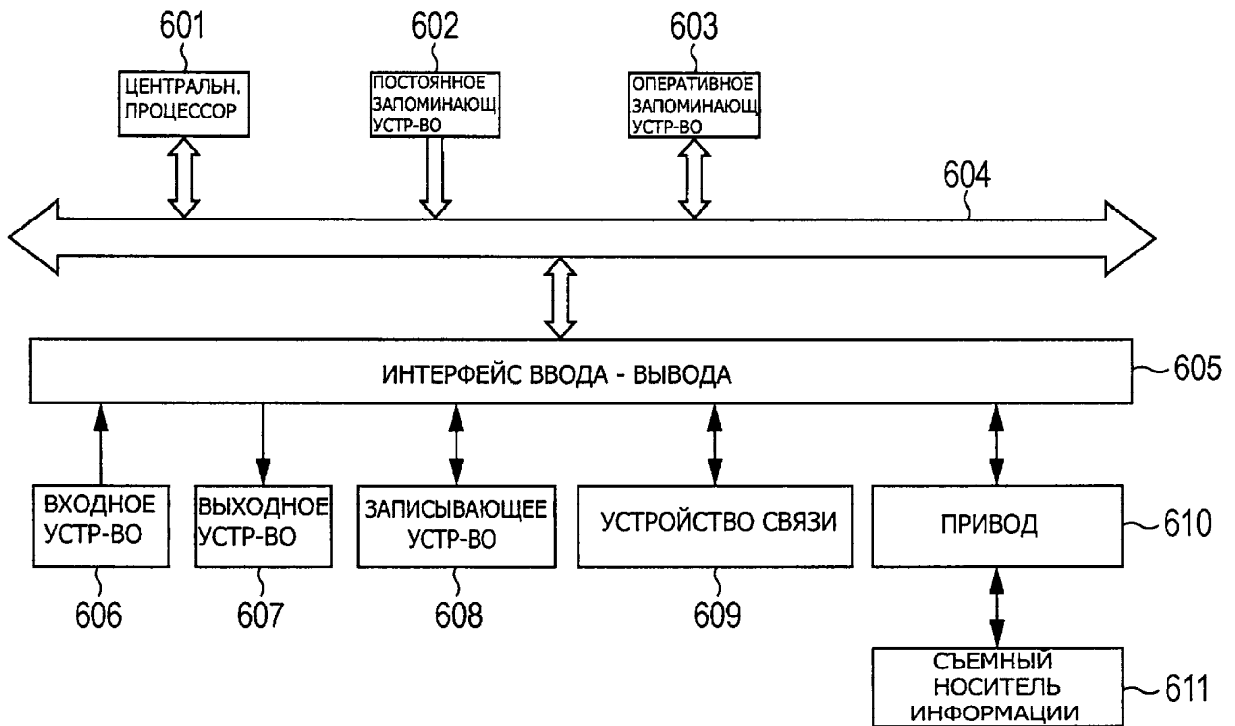 601
602
603
ЦЕНТРАЛЬН.
ПРОЦЕССОР
ПОСТОЯННОЕ
ЗАПОМИНАЮЩ
УСТР-ВО
ОПЕРАТИВНОЕ
ЗАПОМИНАЮЩ
УСТР-ВО
604
ИНТЕРФЕЙС ВВОДА - ВЫВОДА
605
ВХОДНОЕ
УСТР-ВО
ВЫХОДНОЕ
УСТР-ВО
ЗАПИСЫВАЮЩЕЕ
УСТР-ВО
УСТРОЙСТВО СВЯЗИ
ПРИВОД
610
606
607
608
609
СЪЕМНЫЙ
НОСИТЕЛЬ
ИНФОРМАЦИИ
611